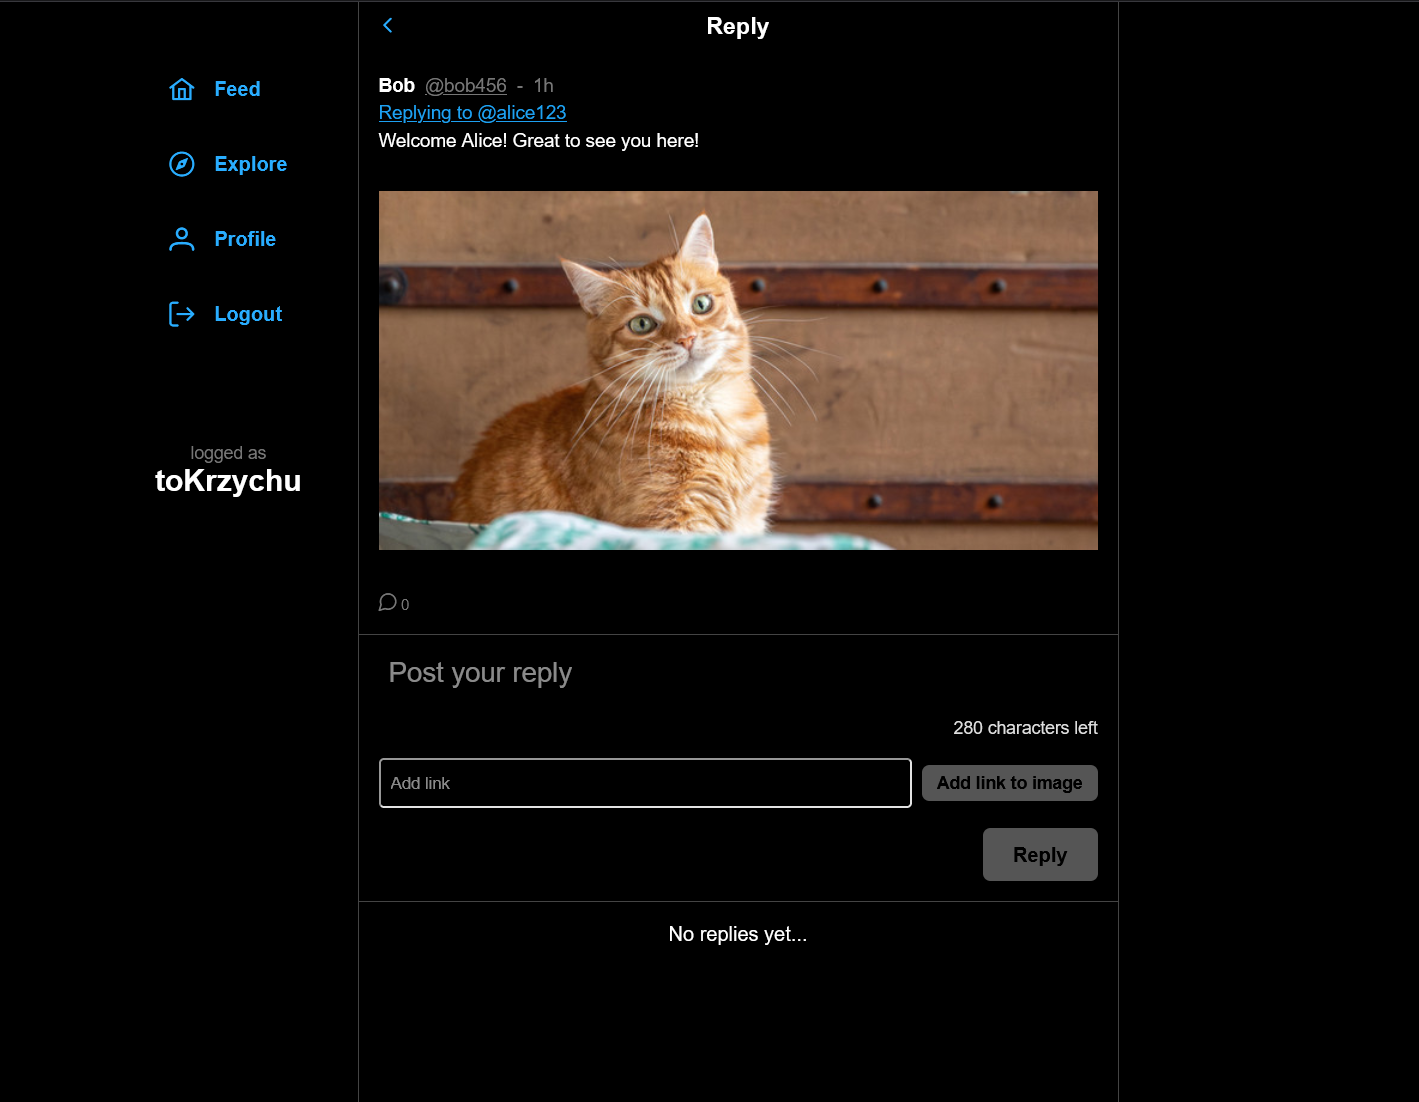 Reply
Feed
Explore
Profile
Logout
logged as
toKrzychu
Bob @bob456 - 1h
Replying to @alice123
Welcome Alice! Great to see you here!
0
Post your reply
280 characters left
Add link
Add link to image
Reply
No replies yet...